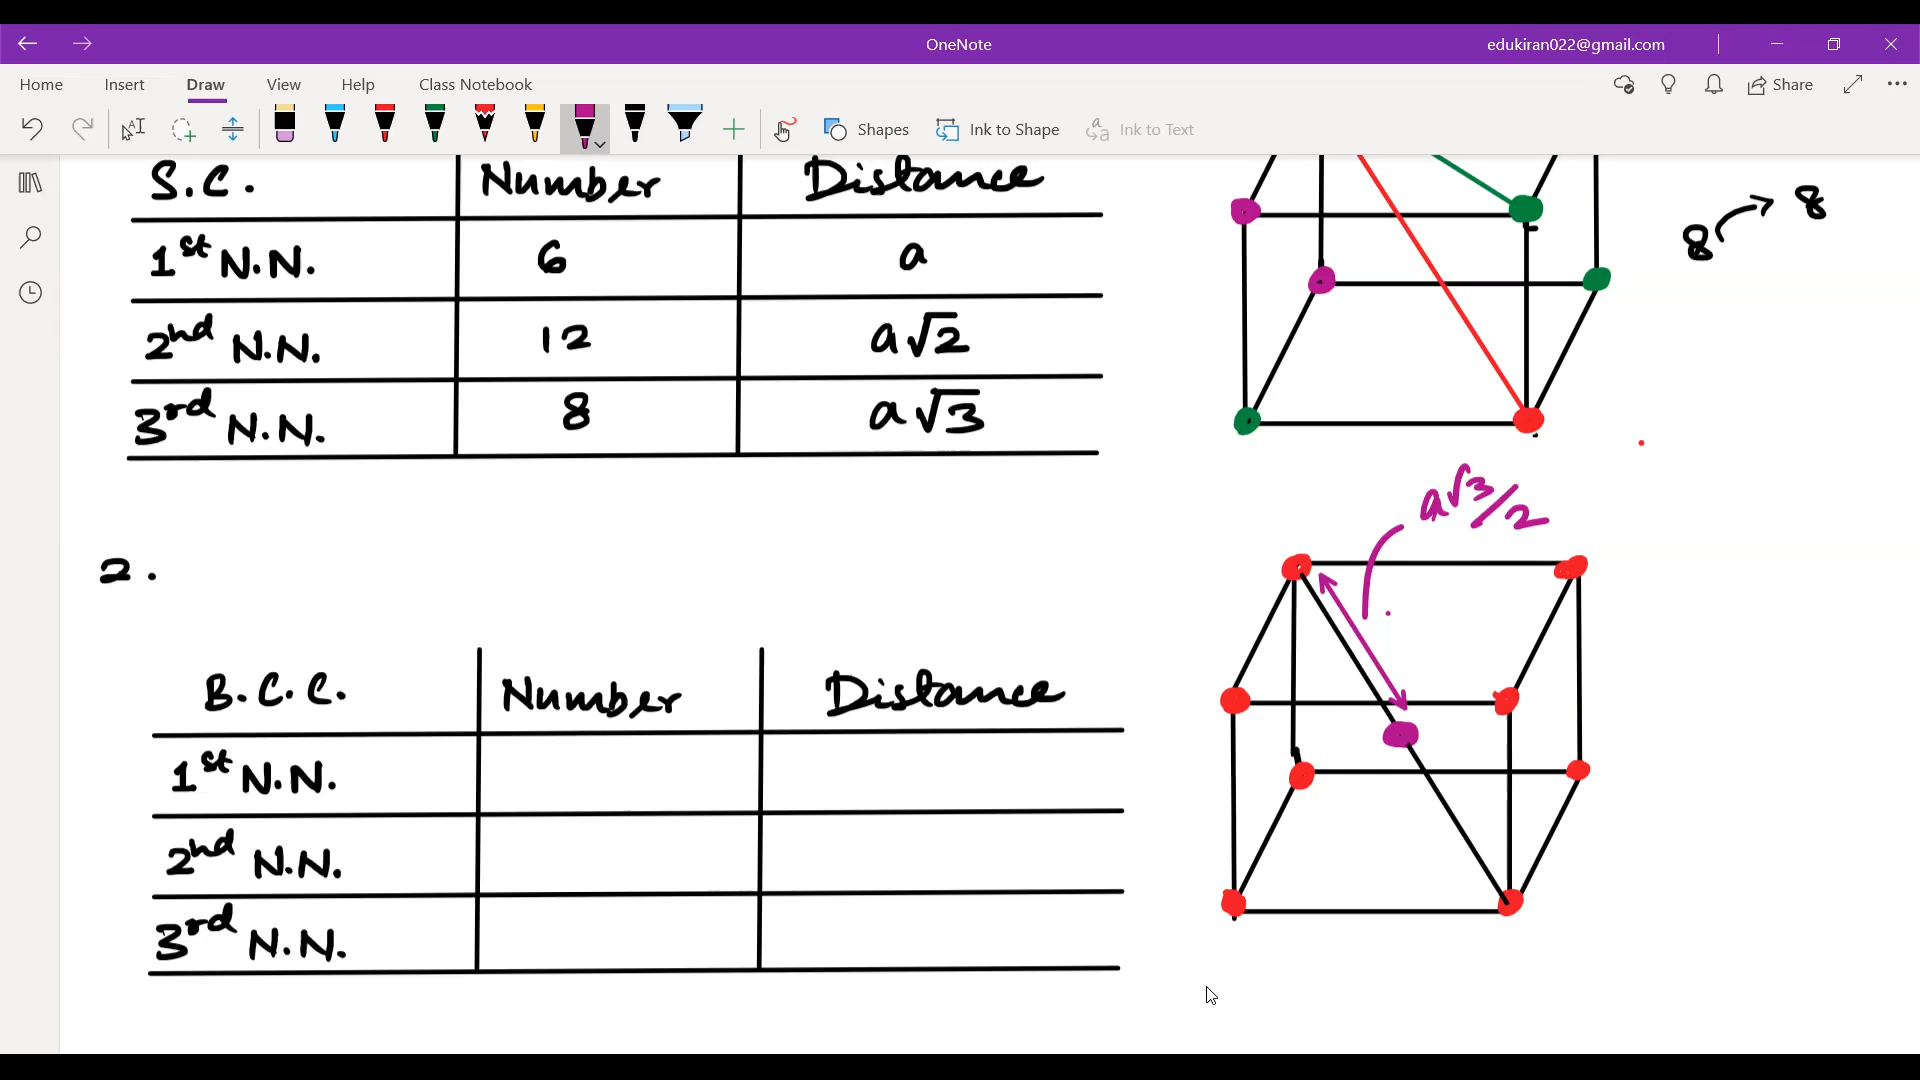 OneNote
edukiran022@gmail.com
Home Insert Draw View Help Class Notebook
Share
Shapes
Ink to Shape
Ink to Text
S.C. Number Distance
1st N.N. 6 a
2nd N.N. 12 a√2
3rd N.N. 8 a√3
8 → 8
a√3/2
2.
B.C.C. Number Distance
1st N.N.
2nd N.N.
3rd N.N.